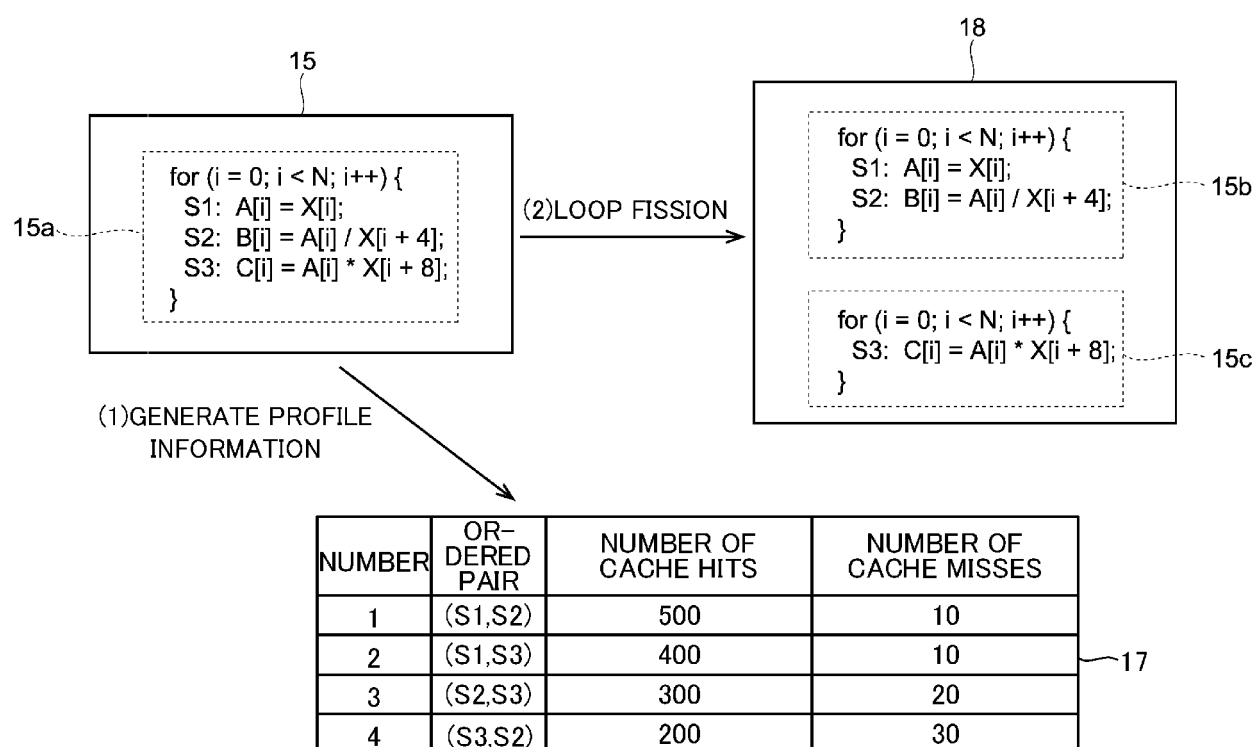 15
18
15a
for (i = 0; i < N; i++) {
S1: A[i] = X[i];
S2: B[i] = A[i] / X[i + 4];
S3: C[i] = A[i] * X[i + 8];
}
(2)LOOP FISSION
for (i = 0; i < N; i++) {
S1: A[i] = X[i];
S2: B[i] = A[i] / X[i + 4];
}
15b
for (i = 0; i < N; i++) {
S3: C[i] = A[i] * X[i + 8];
}
15c
(1)GENERATE PROFILE
INFORMATION
NUMBER
OR-
DERED
PAIR
NUMBER OF
CACHE HITS
NUMBER OF
CACHE MISSES
1 (S1,S2) 500 10
2 (S1,S3) 400 10
3 (S2,S3) 300 20
4 (S3,S2) 200 30
17